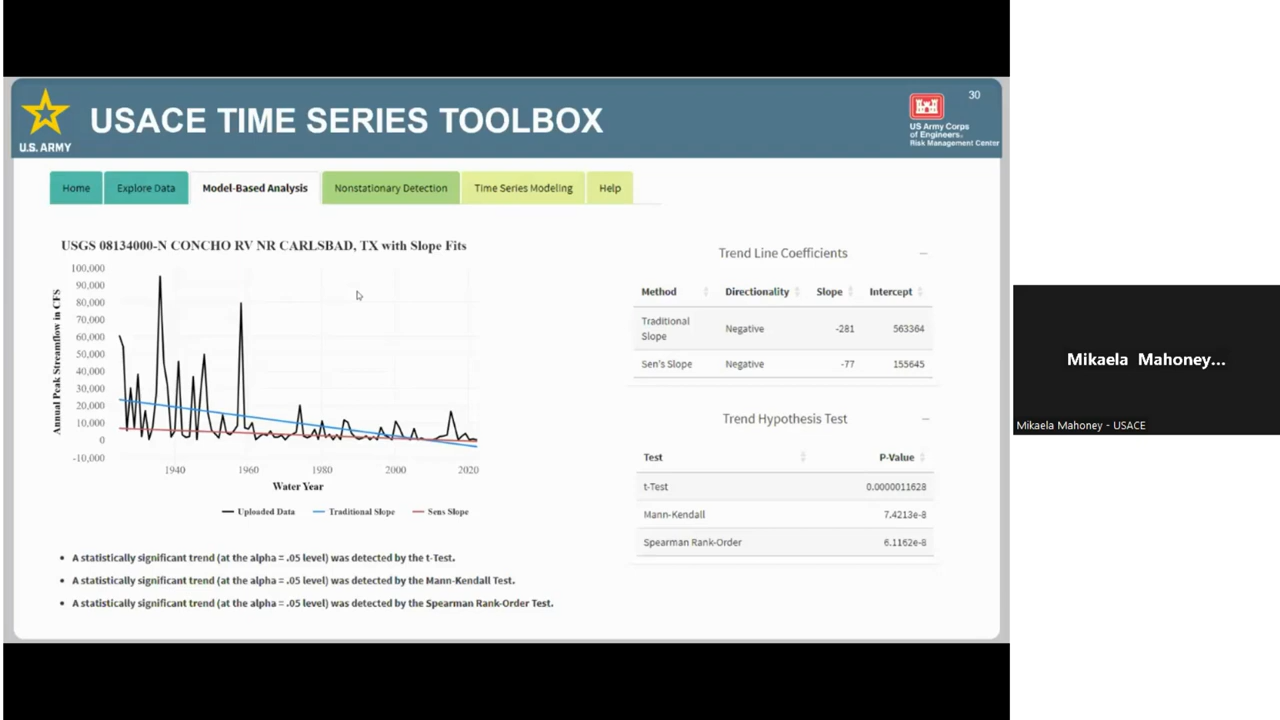 30
USACE TIME SERIES TOOLBOX
U.S. ARMY
US Army Corps
of Engineers®
Risk Management Center
Home
Explore Data
Model-Based Analysis
Nonstationary Detection
Time Series Modeling
Help
USGS 08134000-N CONCHO RV NR CARLSBAD, TX with Slope Fits
Annual Peak Streamflow in CFS
100,000
90,000
80,000
70,000
60,000
50,000
40,000
30,000
20,000
10,000
0
-10,000
1940
1960
1980
2000
2020
Water Year
Uploaded Data
Traditional Slope
Sens Slope
Trend Line Coefficients
Method Directionality Slope Intercept
Traditional
Slope Negative -281 563364
Sen's Slope Negative -77 155645
Trend Hypothesis Test
Test P-Value
t-Test 0.0000011628
Mann-Kendall 7.4213e-8
Spearman Rank-Order 6.1162e-8
• A statistically significant trend (at the alpha = .05 level) was detected by the t-Test.
• A statistically significant trend (at the alpha = .05 level) was detected by the Mann-Kendall Test.
• A statistically significant trend (at the alpha = .05 level) was detected by the Spearman Rank-Order Test.
Mikaela Mahoney...
Mikaela Mahoney - USACE